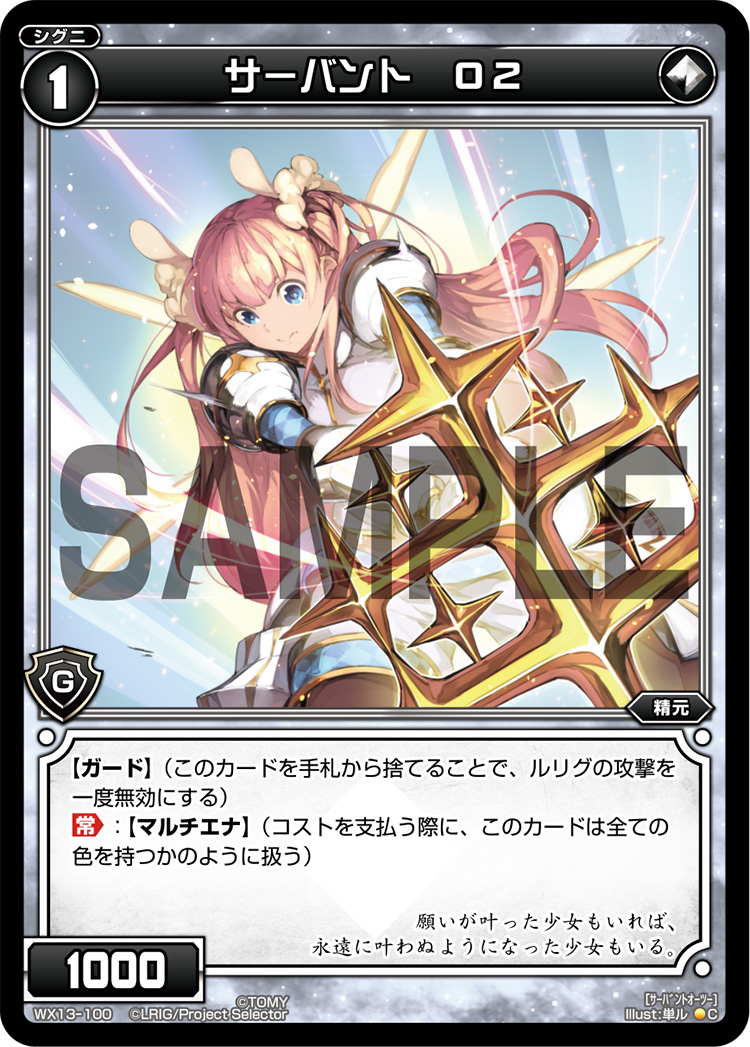 シグニ
1
サーバント O2
SAMPLE
G
精元
【ガード】(このカードを手札から捨てることで、ルリグの攻撃を
一度無効にする)
常:【マルチエナ】(コストを支払う際に、このカードは全ての
色を持つかのように扱う)
願いが叶った少女もいれば、
永遠に叶わぬようになった少女もいる。
1000
©TOMY
WX13-100 ©LRIG/Project Selector
[サーバントオーツー]
Illust:単ル C